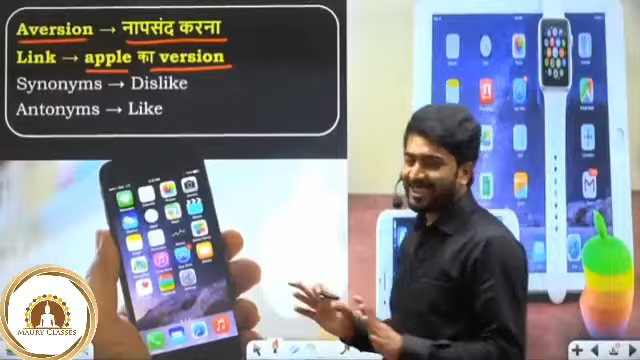 Aversion → नापसंद करना
Link → apple का version
Synonyms → Dislike
Antonyms → Like
MAURY CLASSES